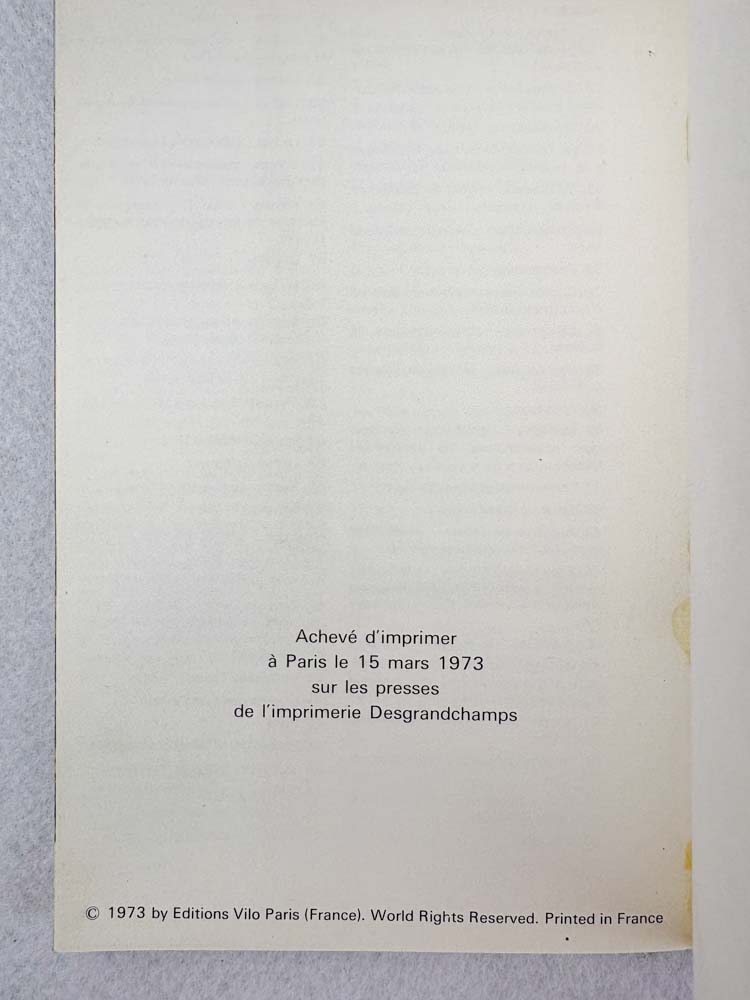 Achevé d'imprimer
à Paris le 15 mars 1973
sur les presses
de l'imprimerie Desgrandchamps
© 1973 by Editions Vilo Paris (France). World Rights Reserved. Printed in France